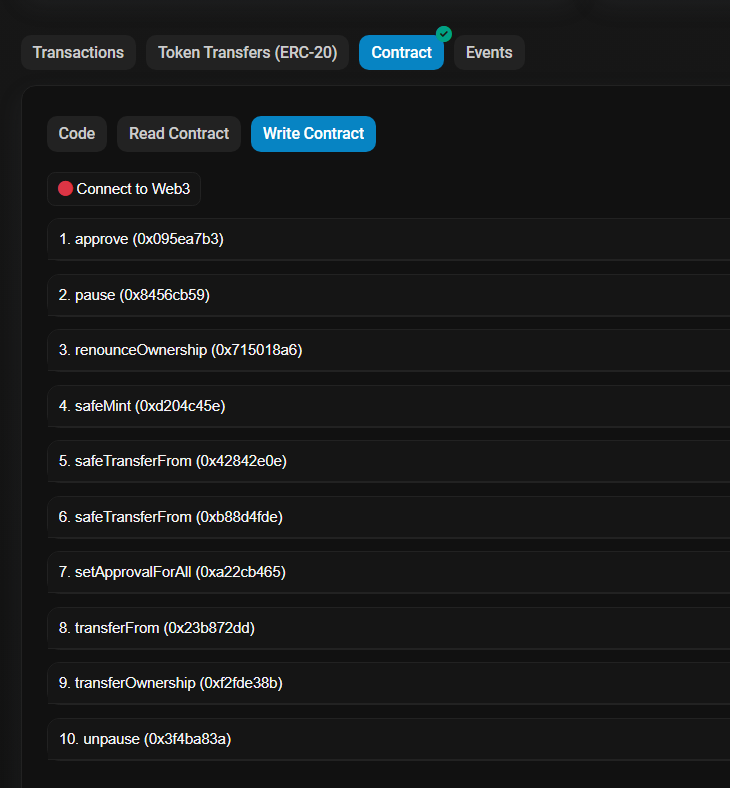 Transactions Token Transfers (ERC-20) Contract Events
Code Read Contract Write Contract
Connect to Web3
1. approve (0x095ea7b3)
2. pause (0x8456cb59)
3. renounceOwnership (0x715018a6)
4. safeMint (0xd204c45e)
5. safeTransferFrom (0x42842e0e)
6. safeTransferFrom (0xb88d4fde)
7. setApprovalForAll (0xa22cb465)
8. transferFrom (0x23b872dd)
9. transferOwnership (0xf2fde38b)
10. unpause (0x3f4ba83a)